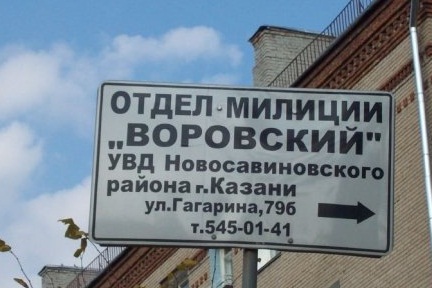 ОТДЕЛ МИЛИЦИИ
„ВОРОВСКИЙ"
УВД Новосавиновского
района г.Казани
ул.Гагарина,79б
т.545-01-41